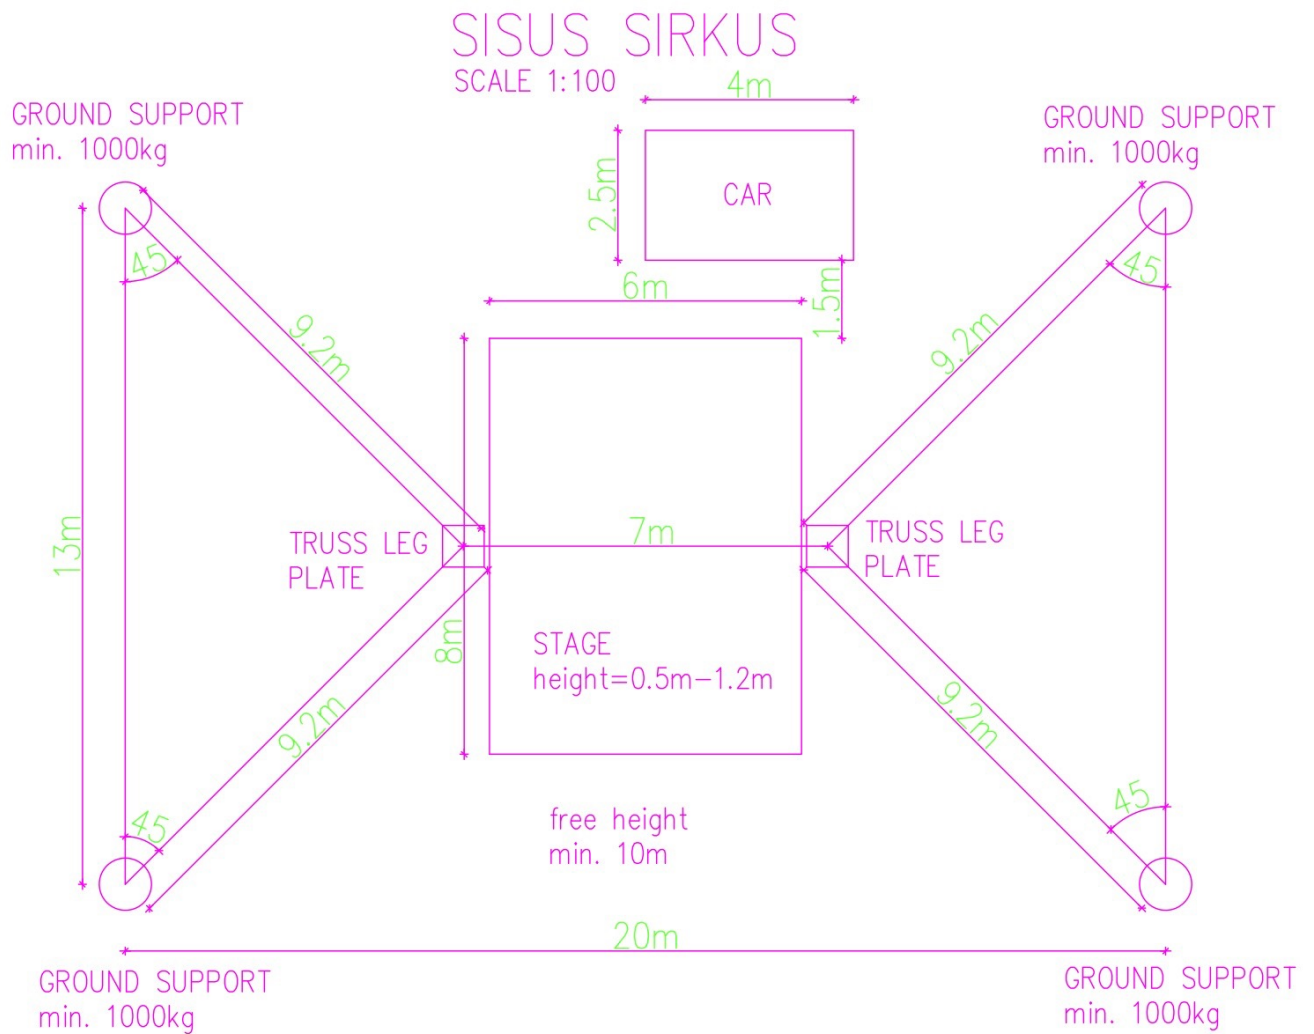 SISUS SIRKUS
SCALE 1:100
4m
GROUND SUPPORT
min. 1000kg
GROUND SUPPORT
min. 1000kg
2.5m
CAR
45
45
6m
1.5m
9.2m
9.2m
13m
TRUSS LEG
PLATE
7m
TRUSS LEG
PLATE
8m
STAGE
height=0.5m-1.2m
9.2m
9.2m
45
45
free height
min. 10m
20m
GROUND SUPPORT
min. 1000kg
GROUND SUPPORT
min. 1000kg